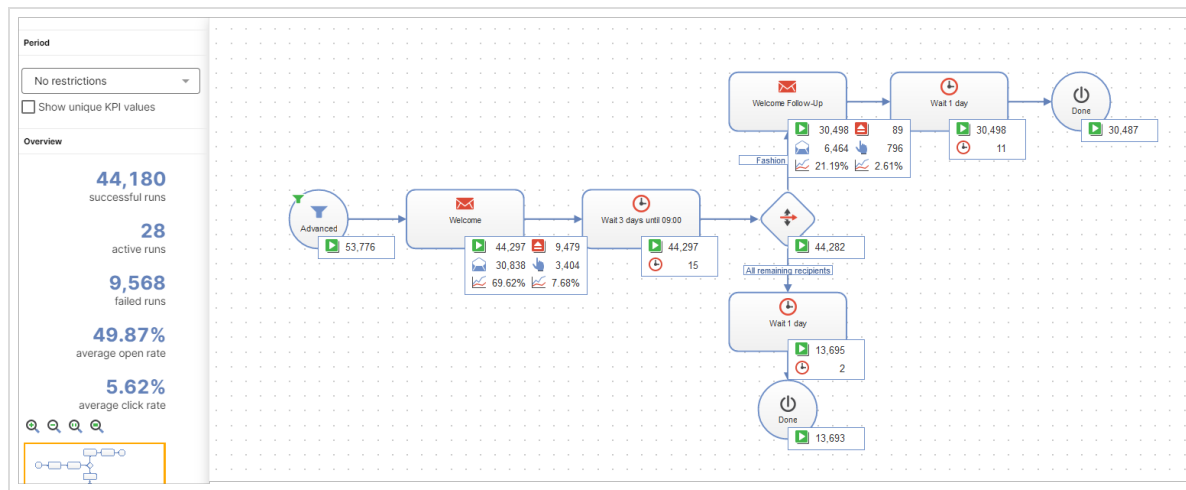 Period
No restrictions
Show unique KPI values
Overview
44,180
successful runs
28
active runs
9,568
failed runs
49.87%
average open rate
5.62%
average click rate
Advanced
53,776
Welcome
44,297 9,479
30,838 3,404
69.62% 7.68%
Wait 3 days until 09:00
44,297
15
44,282
Fashion
Welcome Follow-Up
30,498 89
6,464 796
21.19% 2.61%
Wait 1 day
30,498
11
Done
30,487
All remaining recipients
Wait 1 day
13,695
2
Done
13,693